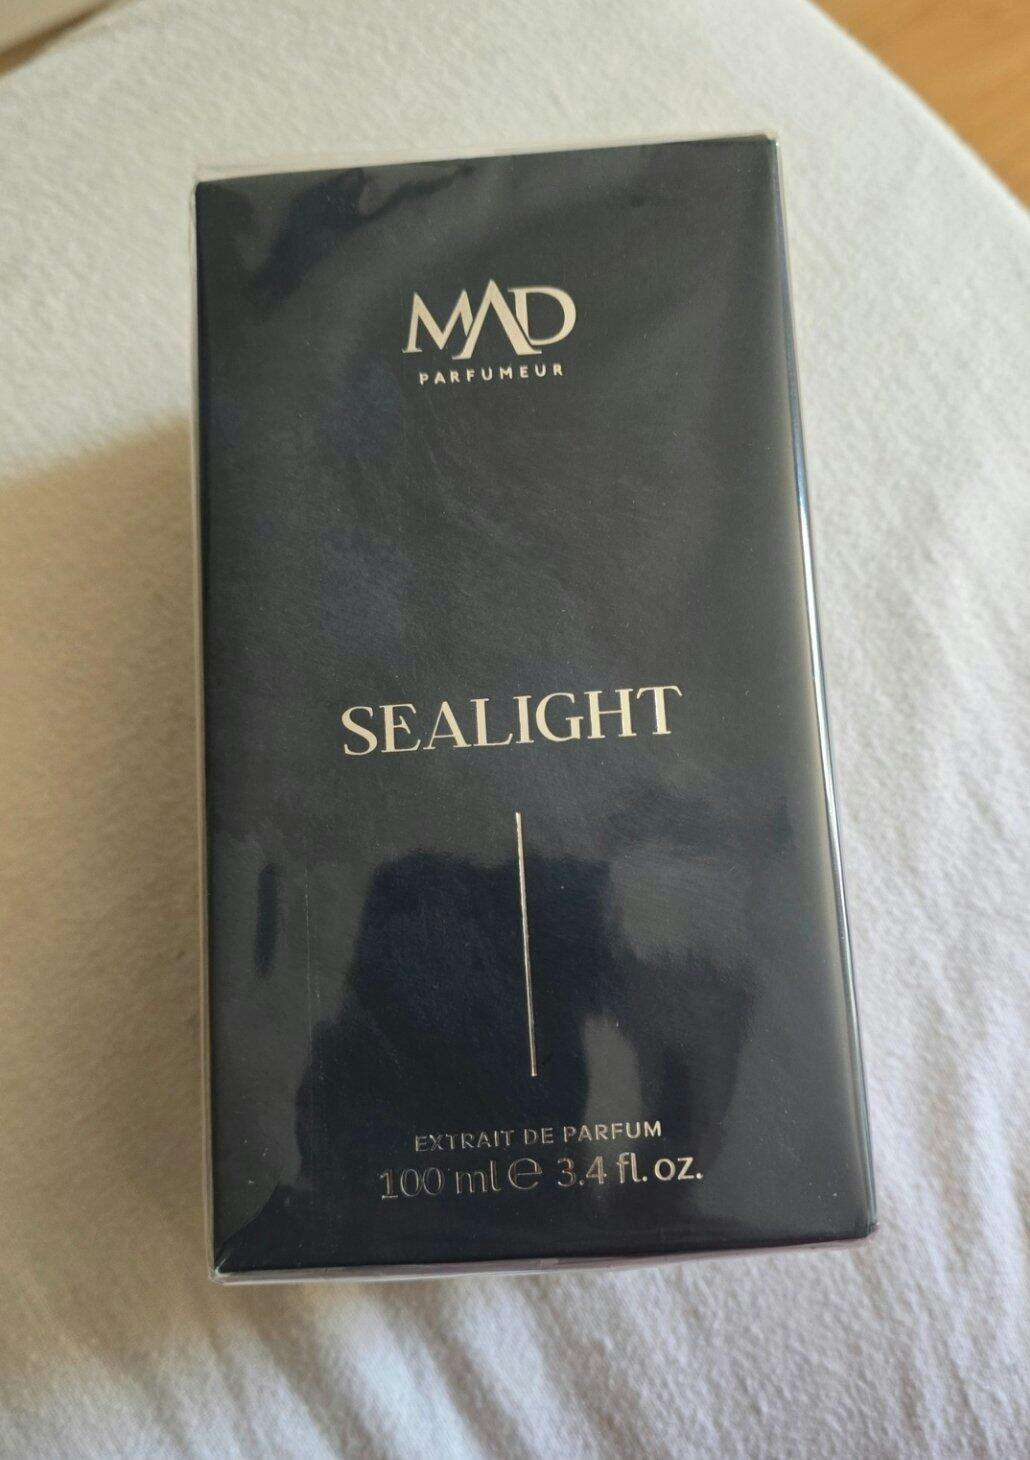 MAD
PARFUMEUR
SEALIGHT
EXTRAIT DE PARFUM
100 ml ℮ 3.4 fl. oz.